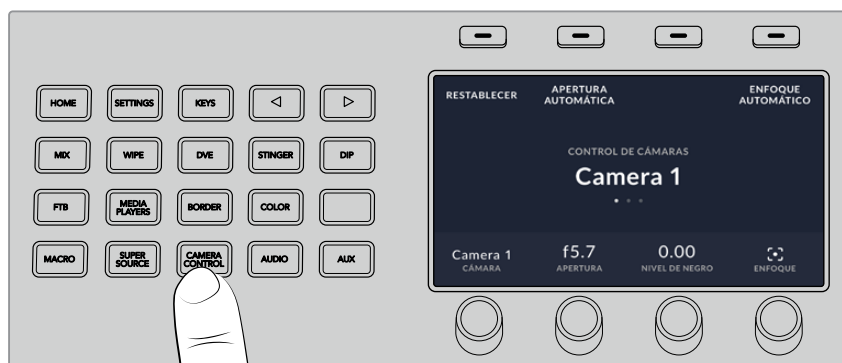 HOME SETTINGS KEYS
MIX WIPE DVE STINGER DIP
FTB MEDIA PLAYERS BORDER COLOR
MACRO SUPER SOURCE CAMERA CONTROL AUDIO AUX
RESTABLECER APERTURA AUTOMÁTICA ENFOQUE AUTOMÁTICO
CONTROL DE CÁMARAS
Camera 1
Camera 1 f5.7 0.00
CÁMARA APERTURA NIVEL DE NEGRO ENFOQUE